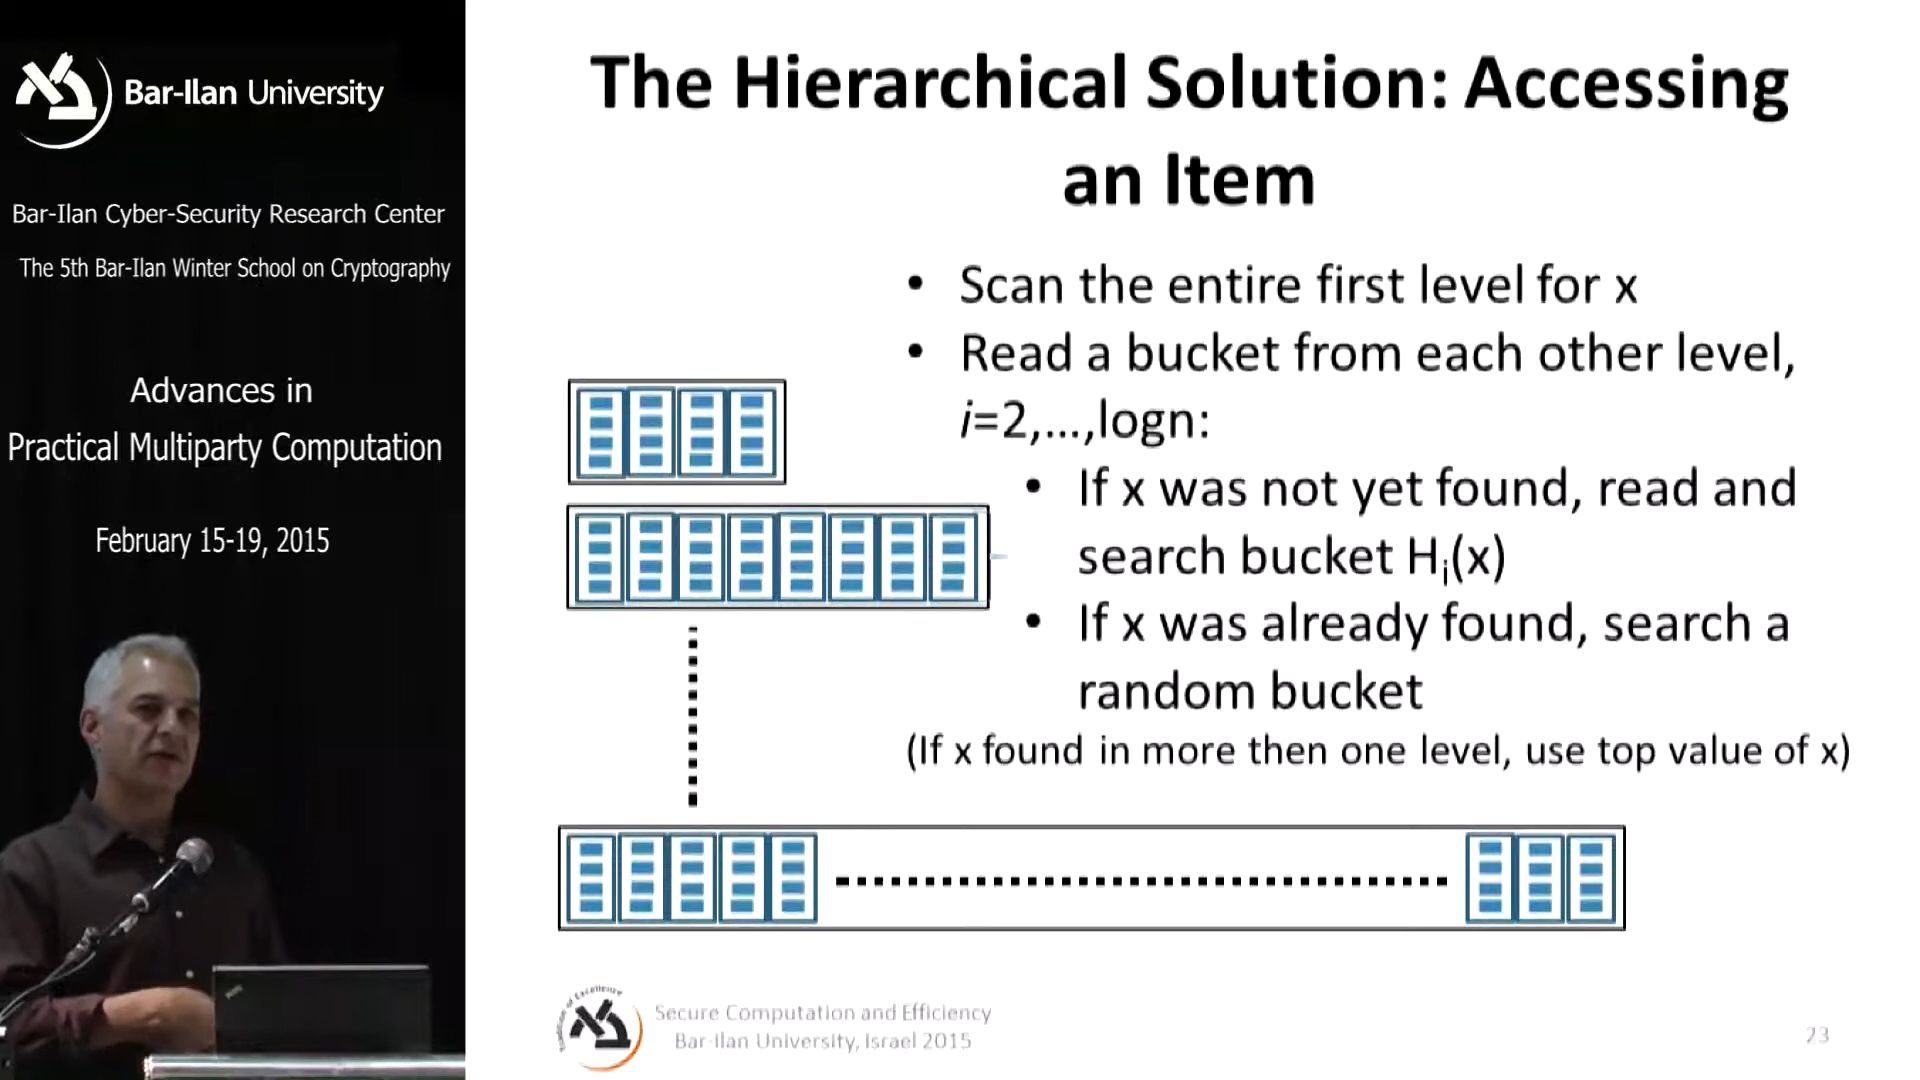 Bar-Ilan University
Bar-Ilan Cyber-Security Research Center
The 5th Bar-Ilan Winter School on Cryptography
Advances in
Practical Multiparty Computation
February 15-19, 2015
The Hierarchical Solution: Accessing
an Item
• Scan the entire first level for x
• Read a bucket from each other level,
i=2,...,logn:
• If x was not yet found, read and
search bucket Hi(x)
• If x was already found, search a
random bucket
(If x found in more then one level, use top value of x)
Secure Computation and Efficiency
Bar-Ilan University, Israel 2015
23